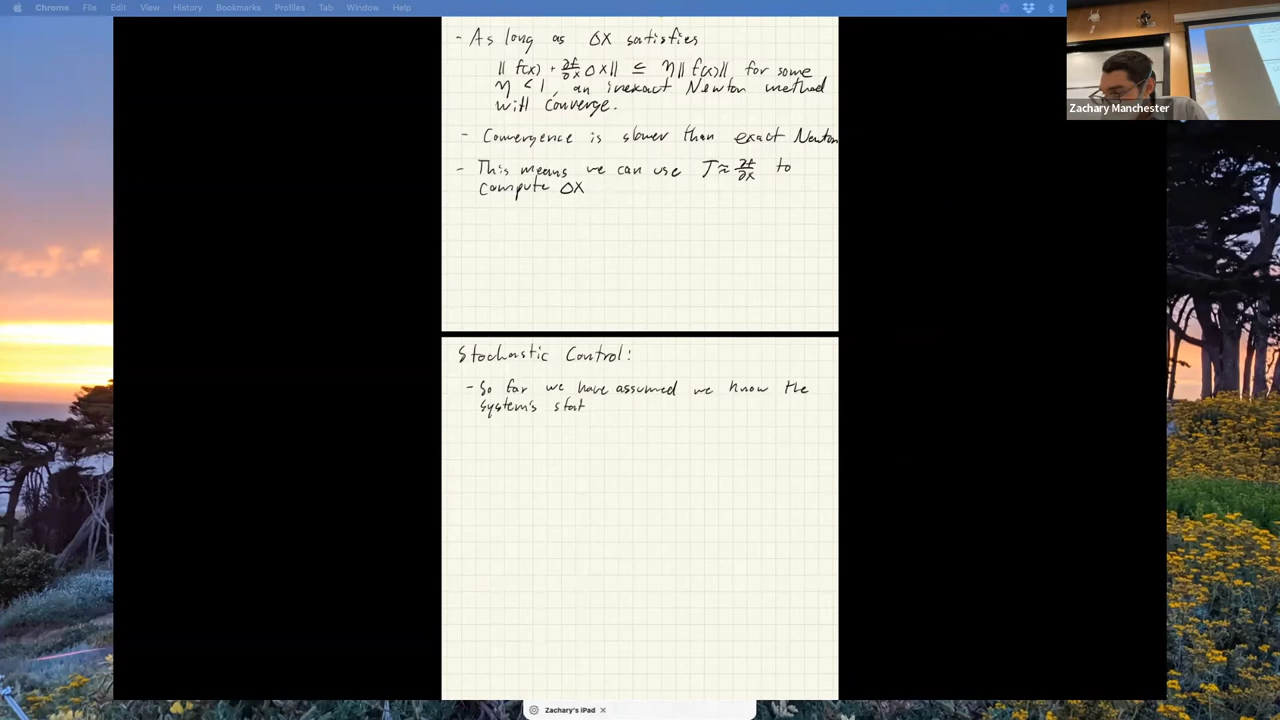 Chrome File Edit View History Bookmarks Profiles Tab Window Help
- As long as ΔX satisfies
|| f(x) + ∂f/∂x ΔX || ≤ η || f(x) || for some
η < 1, an inexact Newton method
will converge.
- Convergence is slower than exact Newton
- This means we can use J ≈ ∂f/∂x to
compute ΔX
Stochastic Control:
- So far we have assumed we know the
system's stat
Zachary Manchester
Zachary's iPad